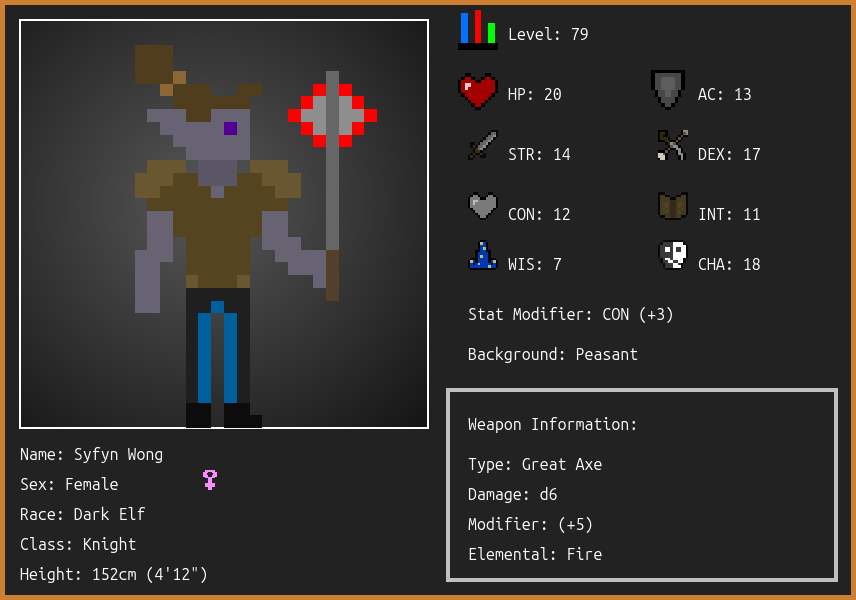 Level: 79
HP: 20
AC: 13
STR: 14
DEX: 17
CON: 12
INT: 11
WIS: 7
CHA: 18
Stat Modifier: CON (+3)
Background: Peasant
Weapon Information:
Type: Great Axe
Damage: d6
Modifier: (+5)
Elemental: Fire
Name: Syfyn Wong
Sex: Female
Race: Dark Elf
Class: Knight
Height: 152cm (4'12")